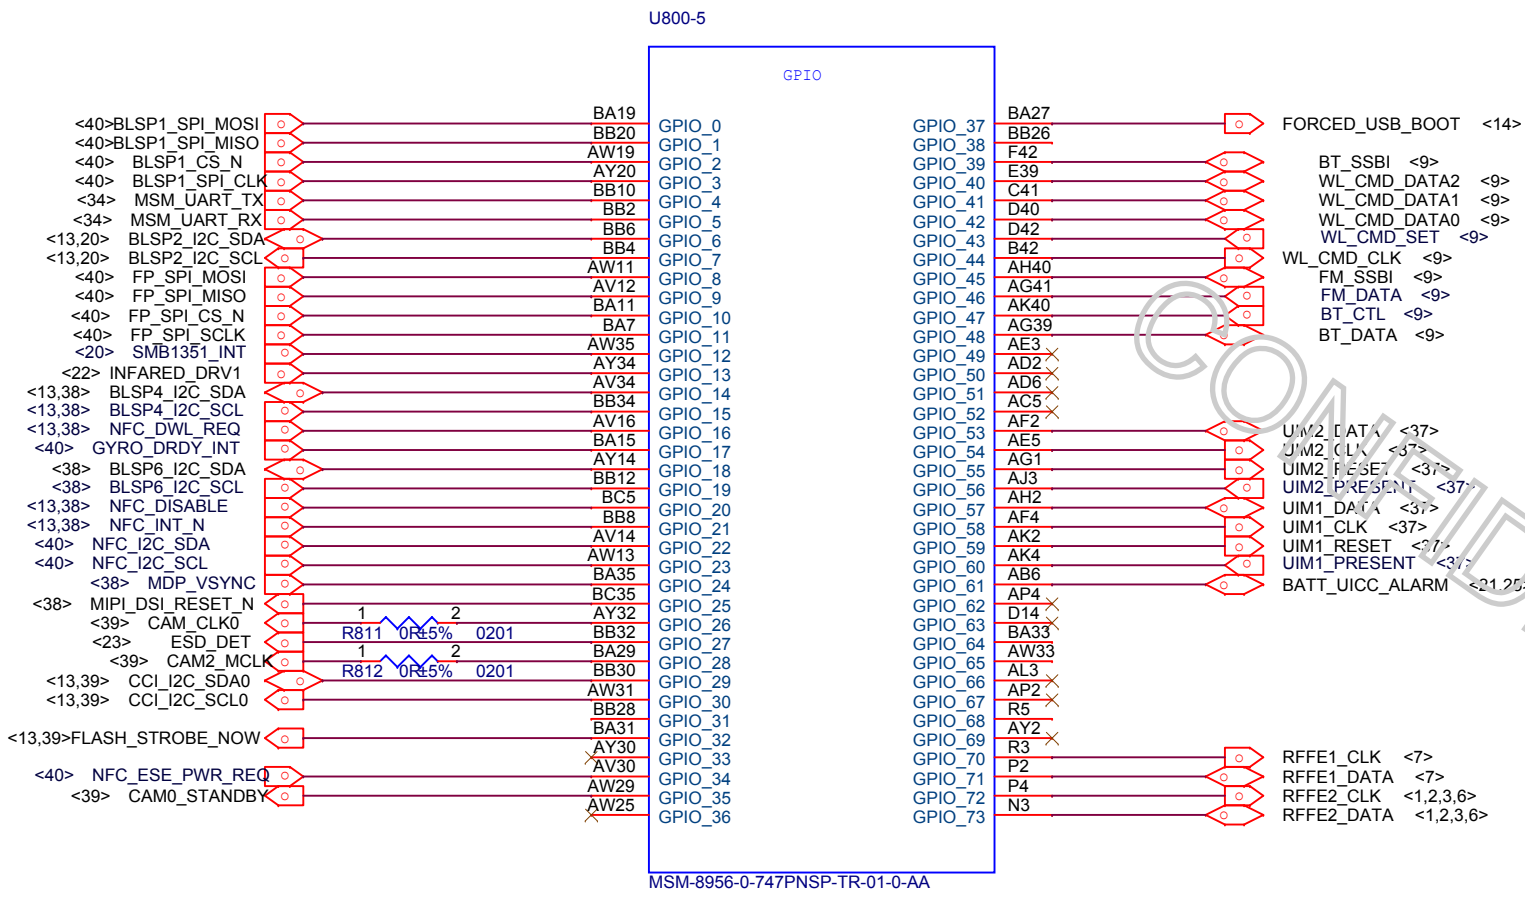 U800-5
GPIO
<40>BLSP1_SPI_MOSI BA19 GPIO_0 GPIO_37 BA27 FORCED_USB_BOOT <14>
<40>BLSP1_SPI_MISO BB20 GPIO_1 GPIO_38 BB26
<40> BLSP1_CS_N AW19 GPIO_2 GPIO_39 F42 BT_SSBI <9>
<40> BLSP1_SPI_CLK AY20 GPIO_3 GPIO_40 E39 WL_CMD_DATA2 <9>
<34> MSM_UART_TX BB10 GPIO_4 GPIO_41 C41 WL_CMD_DATA1 <9>
<34> MSM_UART_RX BB2 GPIO_5 GPIO_42 D40 WL_CMD_DATA0 <9>
<13,20> BLSP2_I2C_SDA BB6 GPIO_6 GPIO_43 D42 WL_CMD_SET <9>
<13,20> BLSP2_I2C_SCL BB4 GPIO_7 GPIO_44 B42 WL_CMD_CLK <9>
<40> FP_SPI_MOSI AW11 GPIO_8 GPIO_45 AH40 FM_SSBI <9>
<40> FP_SPI_MISO AV12 GPIO_9 GPIO_46 AG41 FM_DATA <9>
<40> FP_SPI_CS_N BA11 GPIO_10 GPIO_47 AK40 BT_CTL <9>
<40> FP_SPI_SCLK BA7 GPIO_11 GPIO_48 AG39 BT_DATA <9>
<20> SMB1351_INT AW35 GPIO_12 GPIO_49 AE3
<22> INFARED_DRV1 AY34 GPIO_13 GPIO_50 AD2
<13,38> BLSP4_I2C_SDA AV34 GPIO_14 GPIO_51 AD6
<13,38> BLSP4_I2C_SCL BB34 GPIO_15 GPIO_52 AC5
<13,38> NFC_DWL_REQ AV16 GPIO_16 GPIO_53 AF2 UIM2_DATA <37>
<40> GYRO_DRDY_INT BA15 GPIO_17 GPIO_54 AE5 UIM2_CLK <37>
<38> BLSP6_I2C_SDA AY14 GPIO_18 GPIO_55 AG1 UIM2_RESET <37>
<38> BLSP6_I2C_SCL BB12 GPIO_19 GPIO_56 AJ3 UIM2_PRESENT <37>
<13,38> NFC_DISABLE BC5 GPIO_20 GPIO_57 AH2 UIM1_DATA <37>
<13,38> NFC_INT_N BB8 GPIO_21 GPIO_58 AF4 UIM1_CLK <37>
<40> NFC_I2C_SDA AV14 GPIO_22 GPIO_59 AK2 UIM1_RESET <37>
<40> NFC_I2C_SCL AW13 GPIO_23 GPIO_60 AK4 UIM1_PRESENT <37>
<38> MDP_VSYNC BA35 GPIO_24 GPIO_61 AB6 BATT_UICC_ALARM <21,25>
<38> MIPI_DSI_RESET_N BC35 GPIO_25 GPIO_62 AP4
<39> CAM_CLK0 1 2 AY32 GPIO_26 GPIO_63 D14
R811 0R±5% 0201
<23> ESD_DET BB32 GPIO_27 GPIO_64 BA33
<39> CAM2_MCLK 1 2 BA29 GPIO_28 GPIO_65 AW33
R812 0R±5% 0201
<13,39> CCI_I2C_SDA0 BB30 GPIO_29 GPIO_66 AL3
<13,39> CCI_I2C_SCL0 AW31 GPIO_30 GPIO_67 AP2
BB28 GPIO_31 GPIO_68 R5
<13,39>FLASH_STROBE_NOW BA31 GPIO_32 GPIO_69 AY2
AY30 GPIO_33 GPIO_70 R3 RFFE1_CLK <7>
<40> NFC_ESE_PWR_REQ AV30 GPIO_34 GPIO_71 P2 RFFE1_DATA <7>
<39> CAM0_STANDBY AW29 GPIO_35 GPIO_72 P4 RFFE2_CLK <1,2,3,6>
AW25 GPIO_36 GPIO_73 N3 RFFE2_DATA <1,2,3,6>
MSM-8956-0-747PNSP-TR-01-0-AA